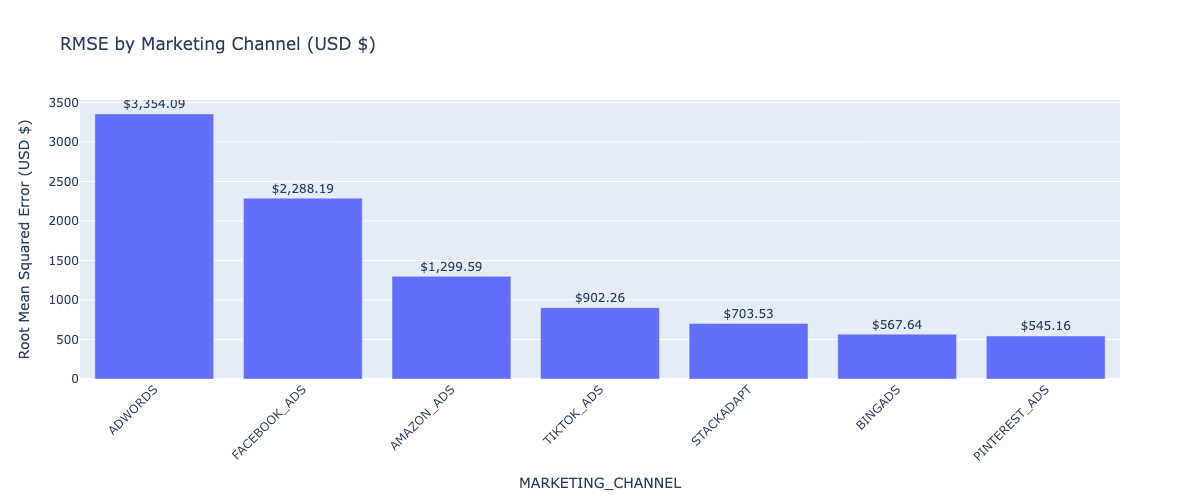 RMSE by Marketing Channel (USD $)
Root Mean Squared Error (USD $)
3500
3000
2500
2000
1500
1000
500
0
$3,354.09
$2,288.19
$1,299.59
$902.26
$703.53
$567.64
$545.16
ADWORDS
FACEBOOK_ADS
AMAZON_ADS
TIKTOK_ADS
STACKADAPT
BINGADS
PINTEREST_ADS
MARKETING_CHANNEL